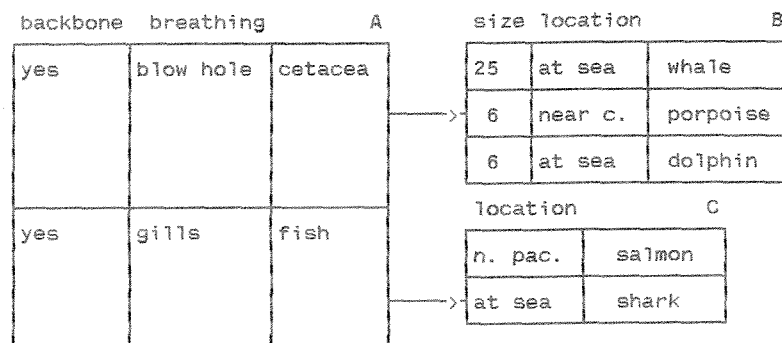 backbone breathing A
yes blow hole cetacea
yes gills fish
size location B
25 at sea whale
6 near c. porpoise
6 at sea dolphin
location C
n. pac. salmon
at sea shark